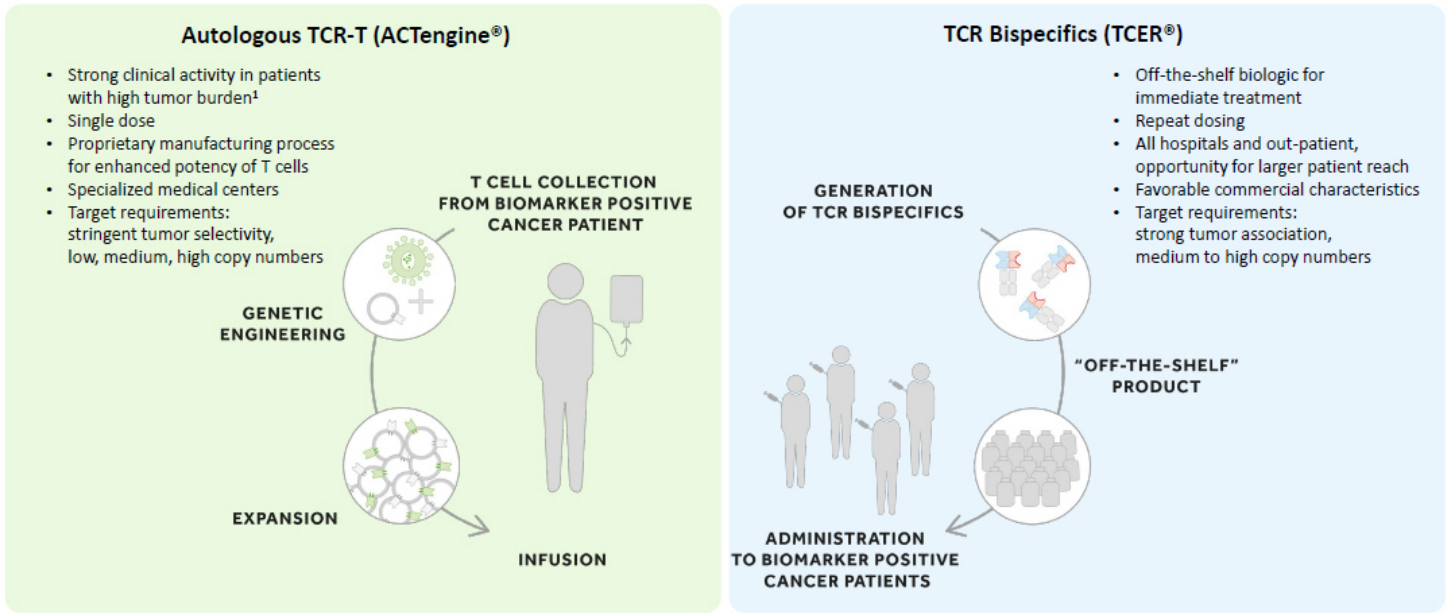 Autologous TCR-T (ACTengine®)
• Strong clinical activity in patients
with high tumor burden¹
• Single dose
• Proprietary manufacturing process
for enhanced potency of T cells
• Specialized medical centers
• Target requirements:
stringent tumor selectivity,
low, medium, high copy numbers
T CELL COLLECTION
FROM BIOMARKER POSITIVE
CANCER PATIENT
GENETIC
ENGINEERING
EXPANSION
INFUSION
TCR Bispecifics (TCER®)
• Off-the-shelf biologic for
immediate treatment
• Repeat dosing
• All hospitals and out-patient,
opportunity for larger patient reach
• Favorable commercial characteristics
• Target requirements:
strong tumor association,
medium to high copy numbers
GENERATION
OF TCR BISPECIFICS
“OFF-THE-SHELF”
PRODUCT
ADMINISTRATION
TO BIOMARKER POSITIVE
CANCER PATIENTS